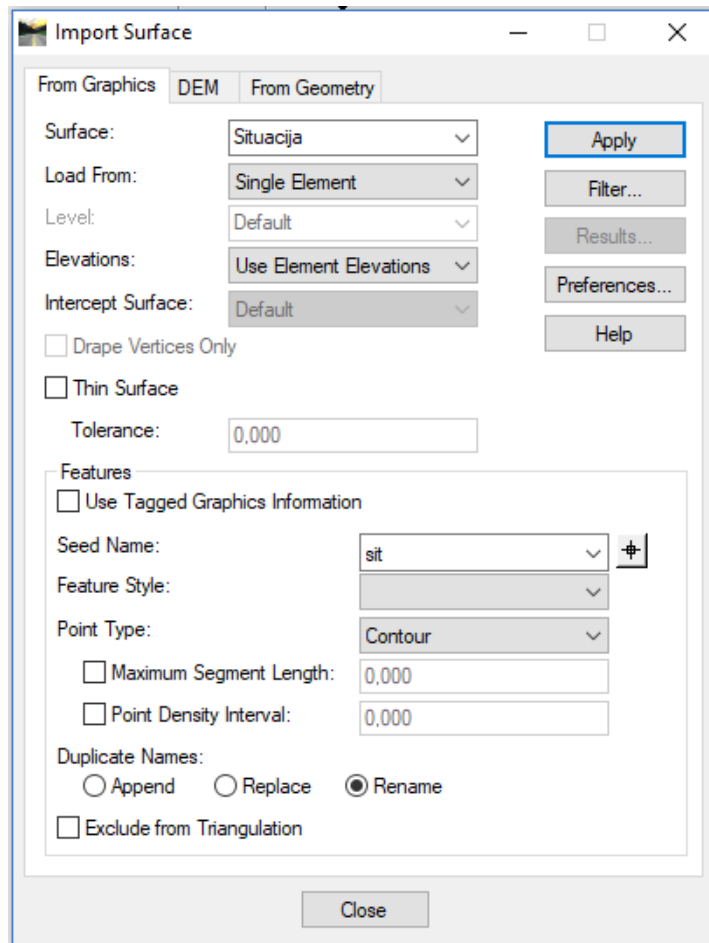 Import Surface
From Graphics DEM From Geometry
Surface: Situacija Apply
Load From: Single Element Filter...
Level: Default Results...
Elevations: Use Element Elevations Preferences...
Intercept Surface: Default Help
Drape Vertices Only
Thin Surface
Tolerance: 0,000
Features
Use Tagged Graphics Information
Seed Name: sit
Feature Style:
Point Type: Contour
Maximum Segment Length: 0,000
Point Density Interval: 0,000
Duplicate Names:
Append Replace Rename
Exclude from Triangulation
Close